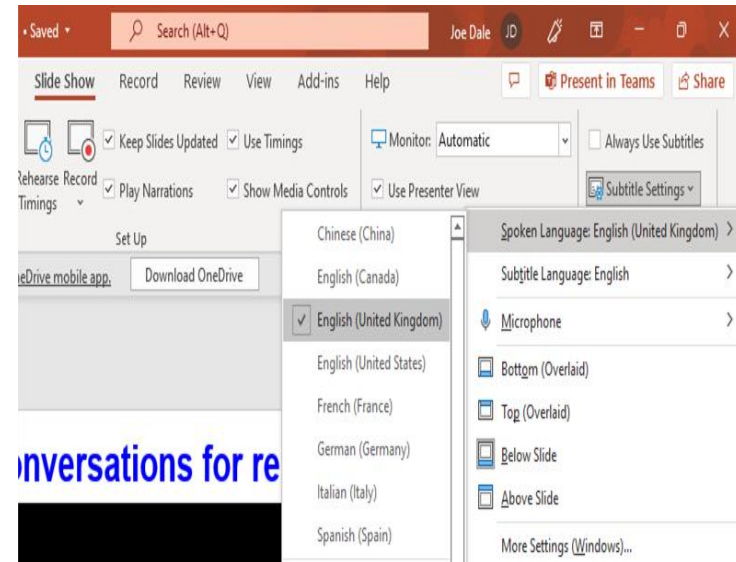 • Saved
Search (Alt+Q)
Joe Dale
JD
Slide Show Record Review View Add-ins Help
Present in Teams
Share
Keep Slides Updated
Use Timings
Monitor: Automatic
Always Use Subtitles
Rehearse Timings
Record
Play Narrations
Show Media Controls
Use Presenter View
Subtitle Settings
Set Up
mobile app.
Download OneDrive
Chinese (China)
English (Canada)
English (United Kingdom)
English (United States)
French (France)
German (Germany)
Italian (Italy)
Spanish (Spain)
Spoken Language: English (United Kingdom)
Subtitle Language: English
Microphone
Bottom (Overlaid)
Top (Overlaid)
Below Slide
Above Slide
More Settings (Windows)...
onversations for re